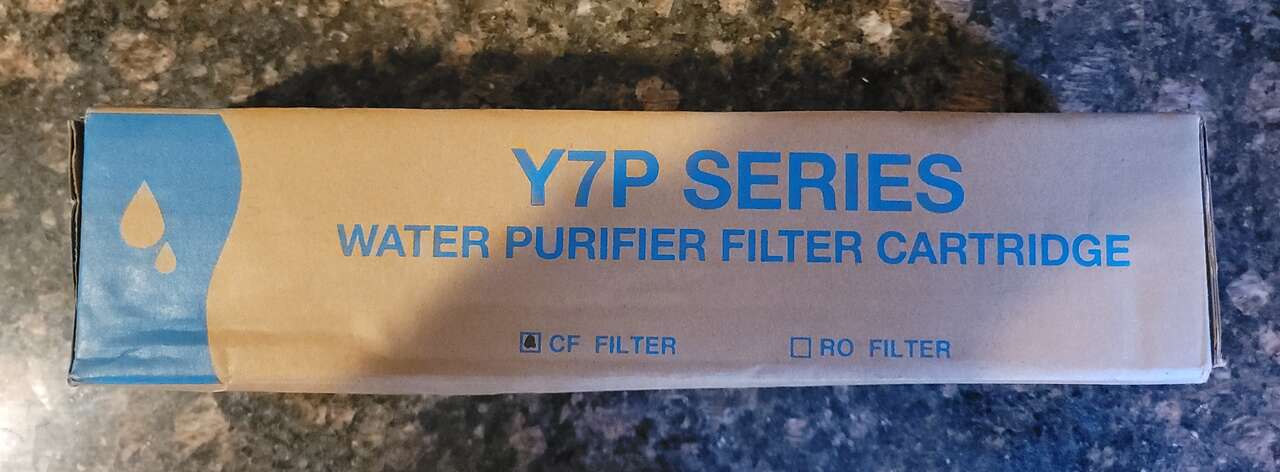 Y7P SERIES
WATER PURIFIER FILTER CARTRIDGE
CF FILTER RO FILTER